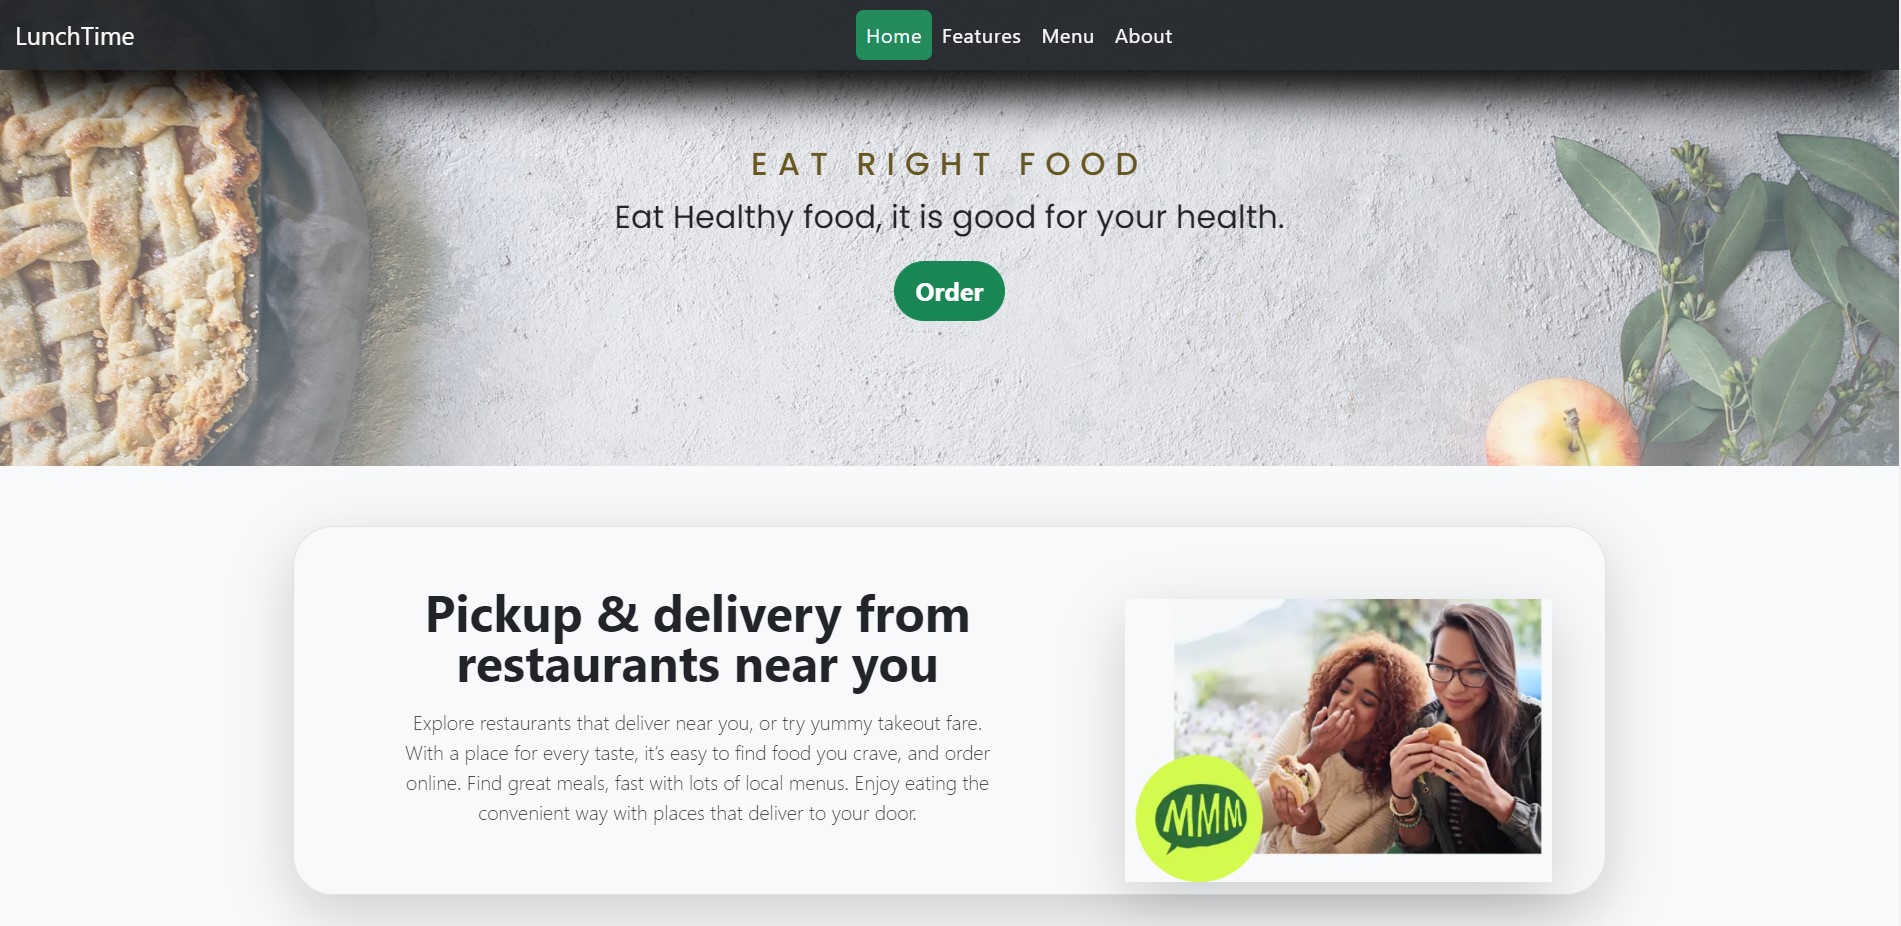 LunchTime
Home Features Menu About
EAT RIGHT FOOD
Eat Healthy food, it is good for your health.
Order
Pickup & delivery from
restaurants near you
Explore restaurants that deliver near you, or try yummy takeout fare.
With a place for every taste, it’s easy to find food you crave, and order
online. Find great meals, fast with lots of local menus. Enjoy eating the
convenient way with places that deliver to your door.
MMM